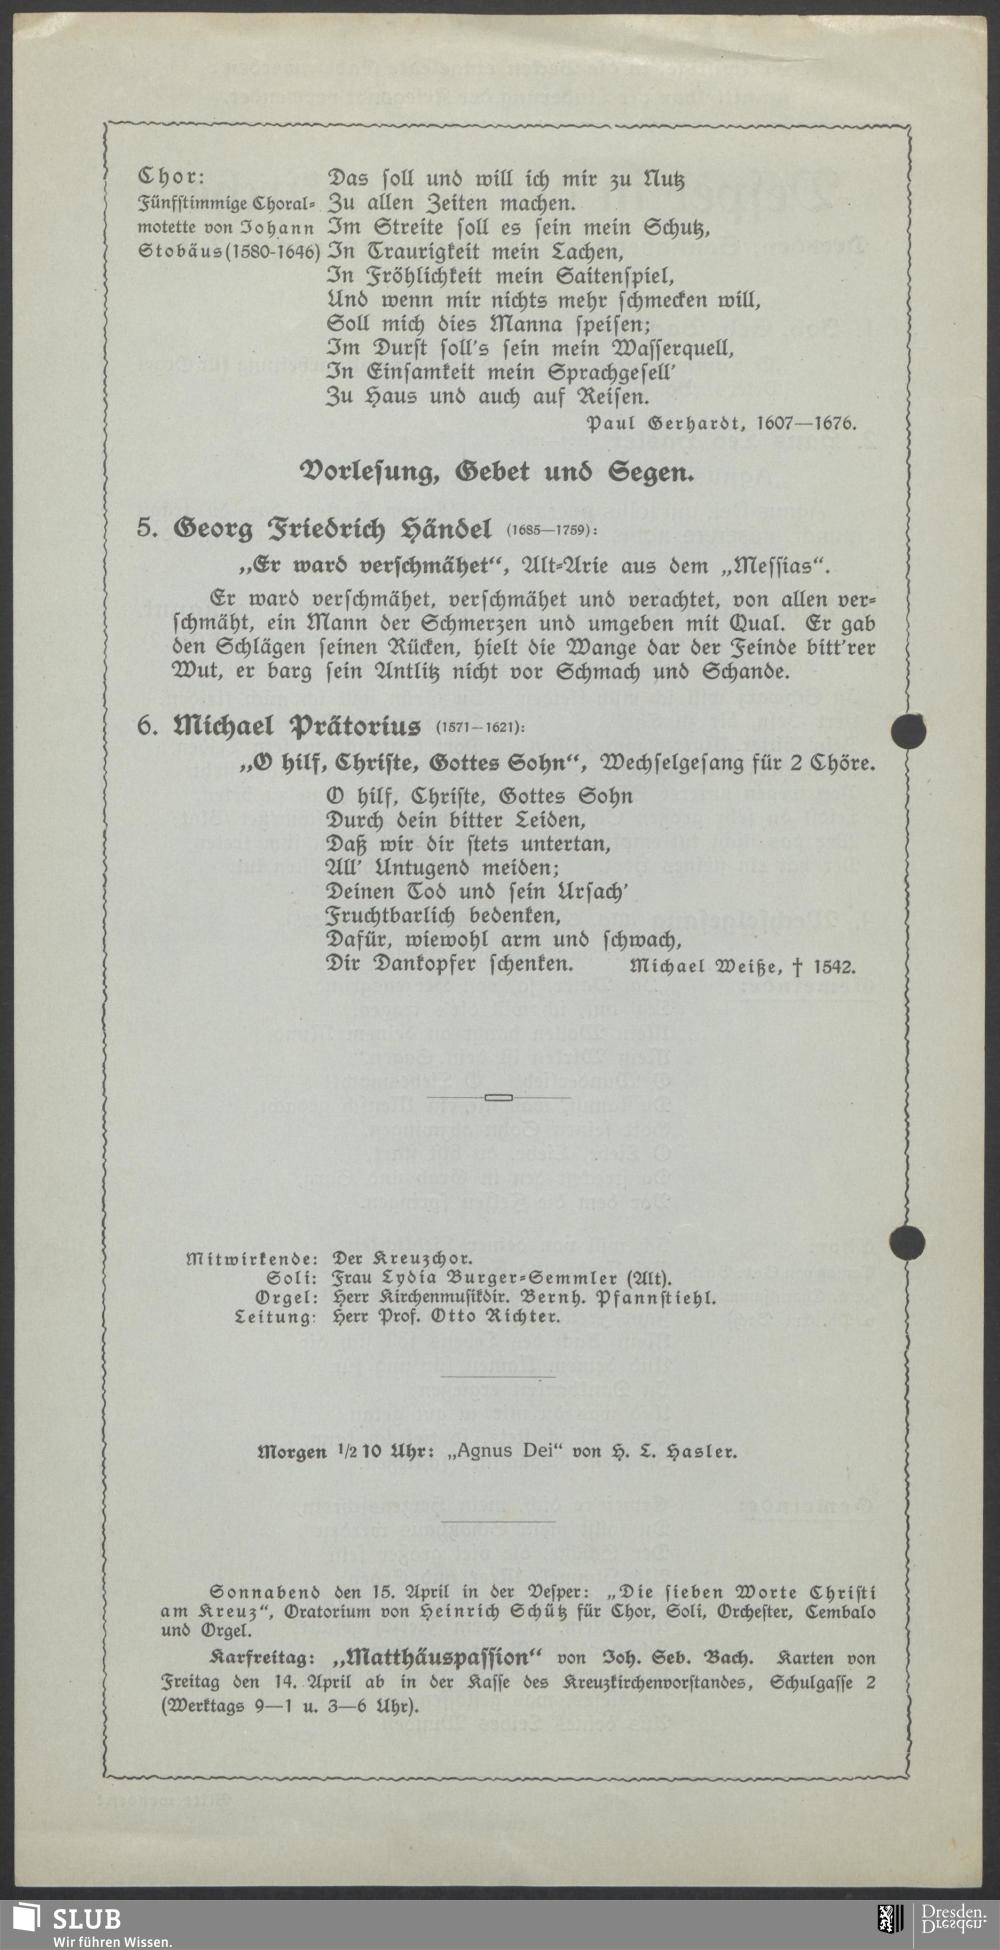 Chor:
Fünfstimmige Choral-
motette von Johann
Stobäus (1580-1646)
Das soll und will ich mir zu Nutz
Zu allen Zeiten machen.
Im Streite soll es sein mein Schutz,
In Traurigkeit mein Lachen,
In Fröhlichkeit mein Saitenspiel,
Und wenn mir nichts mehr schmecken will,
Soll mich dies Manna speisen;
Im Durst soll's sein mein Wasserquell,
In Einsamkeit mein Sprachgesell'
Zu Haus und auch auf Reisen.
Paul Gerhardt, 1607—1676.
Vorlesung, Gebet und Segen.
5. Georg Friedrich Händel (1685—1759):
„Er ward verschmähet“, Alt-Arie aus dem „Messias“.
Er ward verschmähet, verschmähet und verachtet, von allen ver-
schmäht, ein Mann der Schmerzen und umgeben mit Qual. Er gab
den Schlägen seinen Rücken, hielt die Wange dar der Feinde bitt'rer
Wut, er barg sein Antlitz nicht vor Schmach und Schande.
6. Michael Prätorius (1571—1621):
„O hilf, Christe, Gottes Sohn“, Wechselgesang für 2 Chöre.
O hilf, Christe, Gottes Sohn
Durch dein bitter Leiden,
Daß wir dir stets untertan,
All' Untugend meiden;
Deinen Tod und sein Ursach'
Fruchtbarlich bedenken,
Dafür, wiewohl arm und schwach,
Dir Dankopfer schenken. Michael Weiße, † 1542.
Mitwirkende: Der Kreuzchor.
Soli: Frau Lydia Burger-Semmler (Alt).
Orgel: Herr Kirchenmusikdir. Bernh. Pfannstiehl.
Leitung: Herr Prof. Otto Richter.
Morgen 1/2 10 Uhr: „Agnus Dei“ von H. L. Hasler.
Sonnabend den 15. April in der Vesper: „Die sieben Worte Christi
am Kreuz“, Oratorium von Heinrich Schütz für Chor, Soli, Orchester, Cembalo
und Orgel.
Karfreitag: „Matthäuspassion“ von Joh. Seb. Bach. Karten von
Freitag den 14. April ab in der Kasse des Kreuzkirchenvorstandes, Schulgasse 2
(Werktags 9—1 u. 3—6 Uhr).
SLUB
Wir führen Wissen.
Dresden.
Dresden.